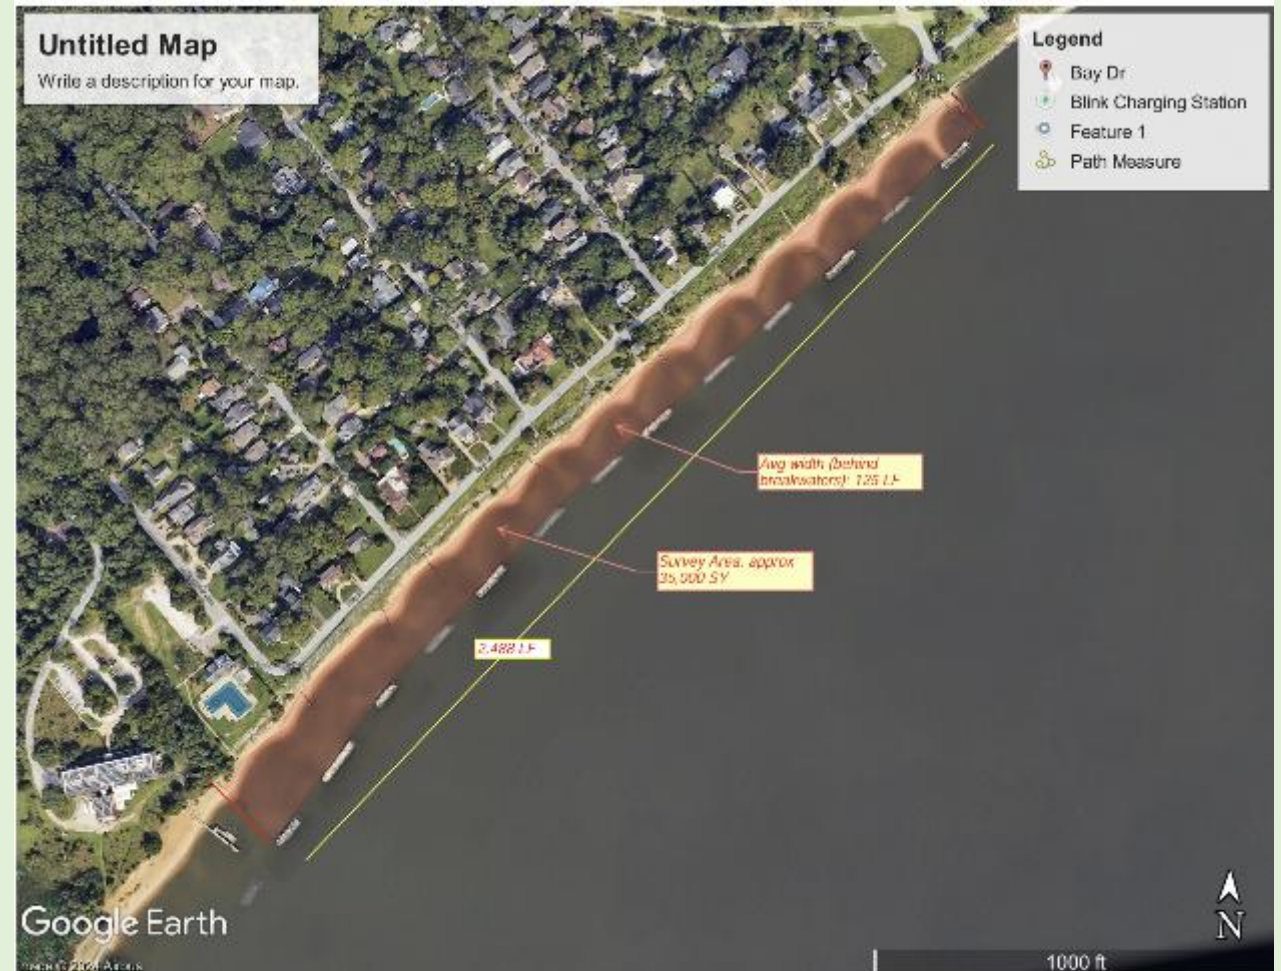 Untitled Map
Write a description for your map.
Legend
Bay Dr
Blink Charging Station
Feature 1
Path Measure
Avg width (behind
breakwaters): 125 LF
Survey Area, approx
35,000 SY
2,488 LF
Google Earth
N
1000 ft